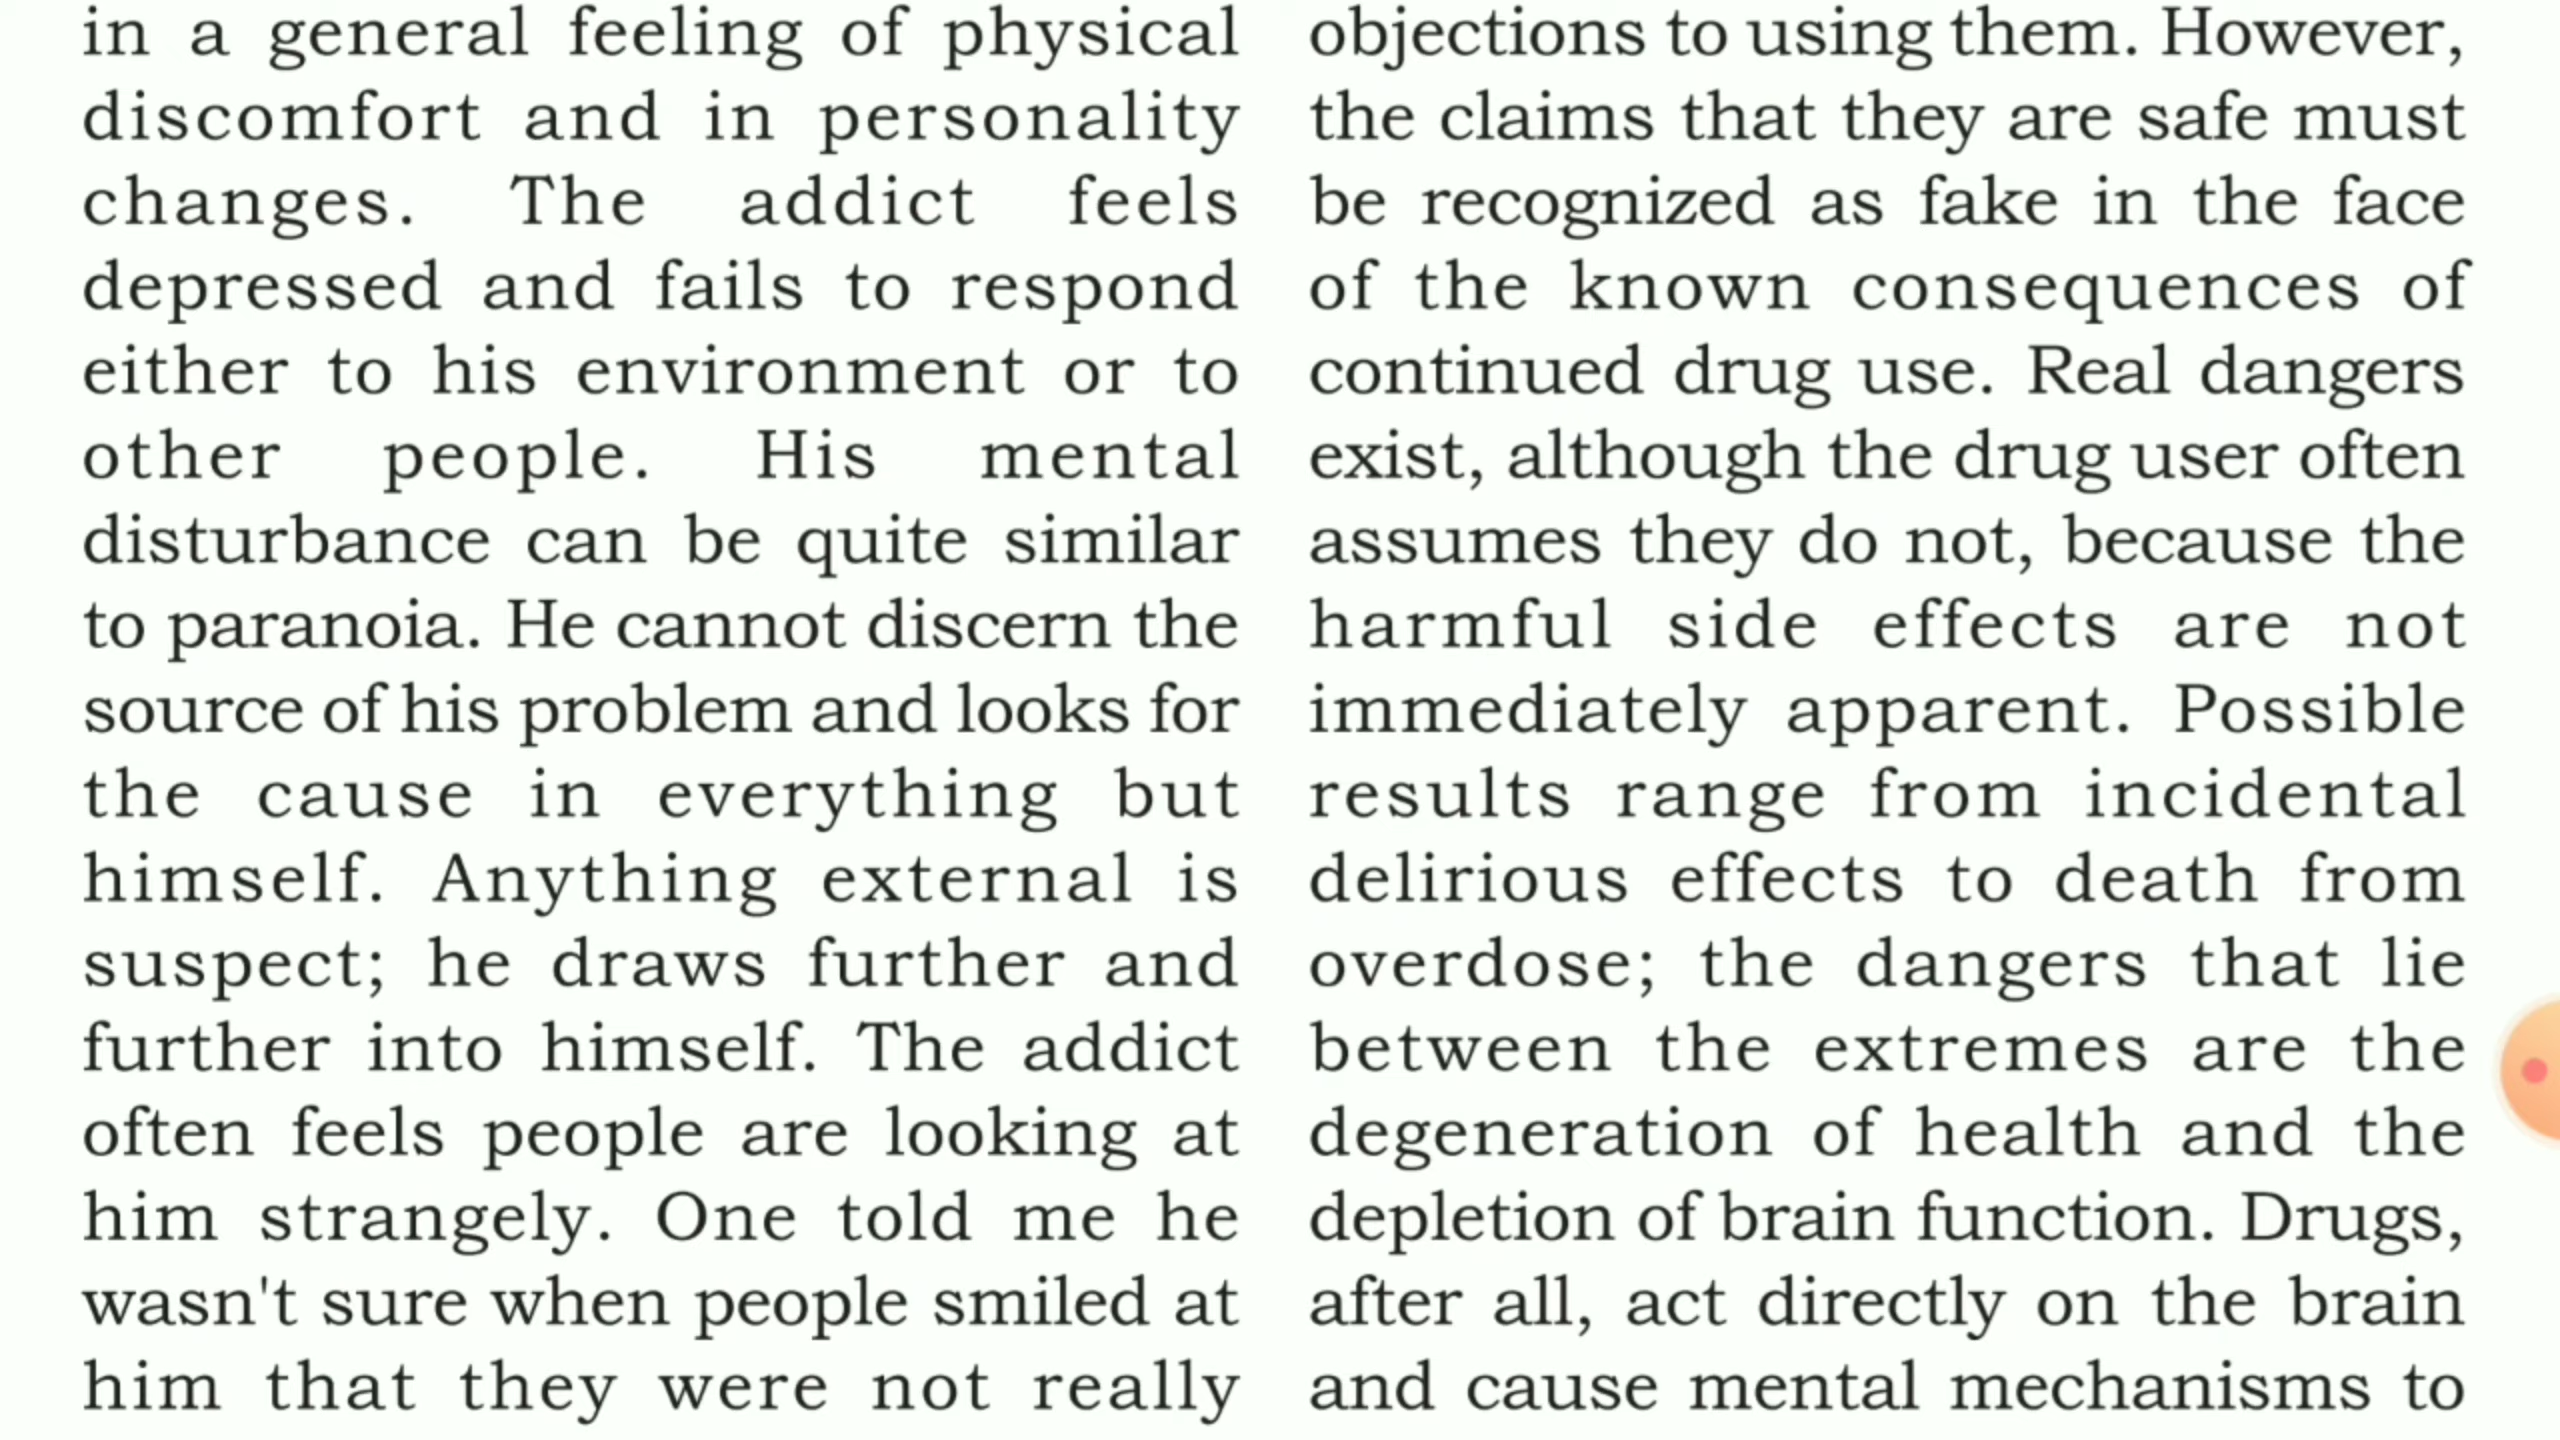 in a general feeling of physical
discomfort and in personality
changes. The addict feels
depressed and fails to respond
either to his environment or to
other people. His mental
disturbance can be quite similar
to paranoia. He cannot discern the
source of his problem and looks for
the cause in everything but
himself. Anything external is
suspect; he draws further and
further into himself. The addict
often feels people are looking at
him strangely. One told me he
wasn't sure when people smiled at
him that they were not really
objections to using them. However,
the claims that they are safe must
be recognized as fake in the face
of the known consequences of
continued drug use. Real dangers
exist, although the drug user often
assumes they do not, because the
harmful side effects are not
immediately apparent. Possible
results range from incidental
delirious effects to death from
overdose; the dangers that lie
between the extremes are the
degeneration of health and the
depletion of brain function. Drugs,
after all, act directly on the brain
and cause mental mechanisms to